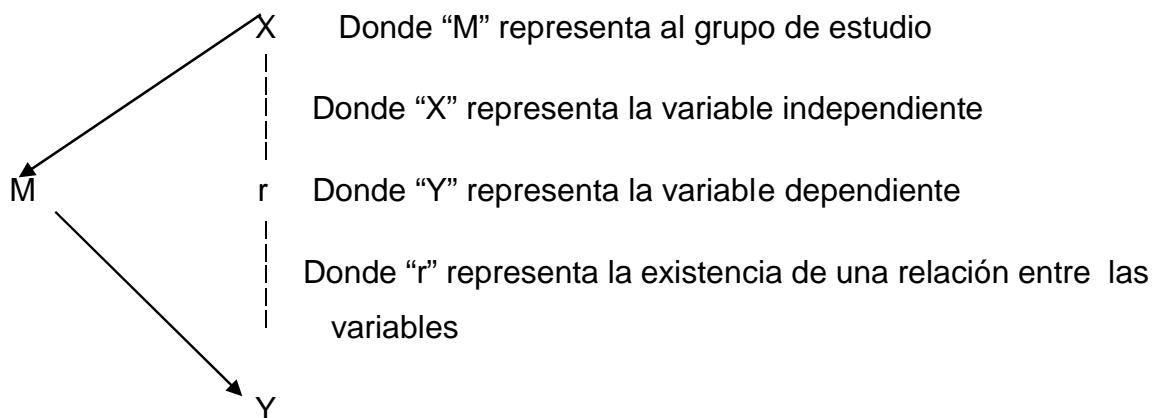 X Donde “M” representa al grupo de estudio
Donde “X” representa la variable independiente
M r Donde “Y” representa la variable dependiente
Donde “r” representa la existencia de una relación entre las
variables
Y